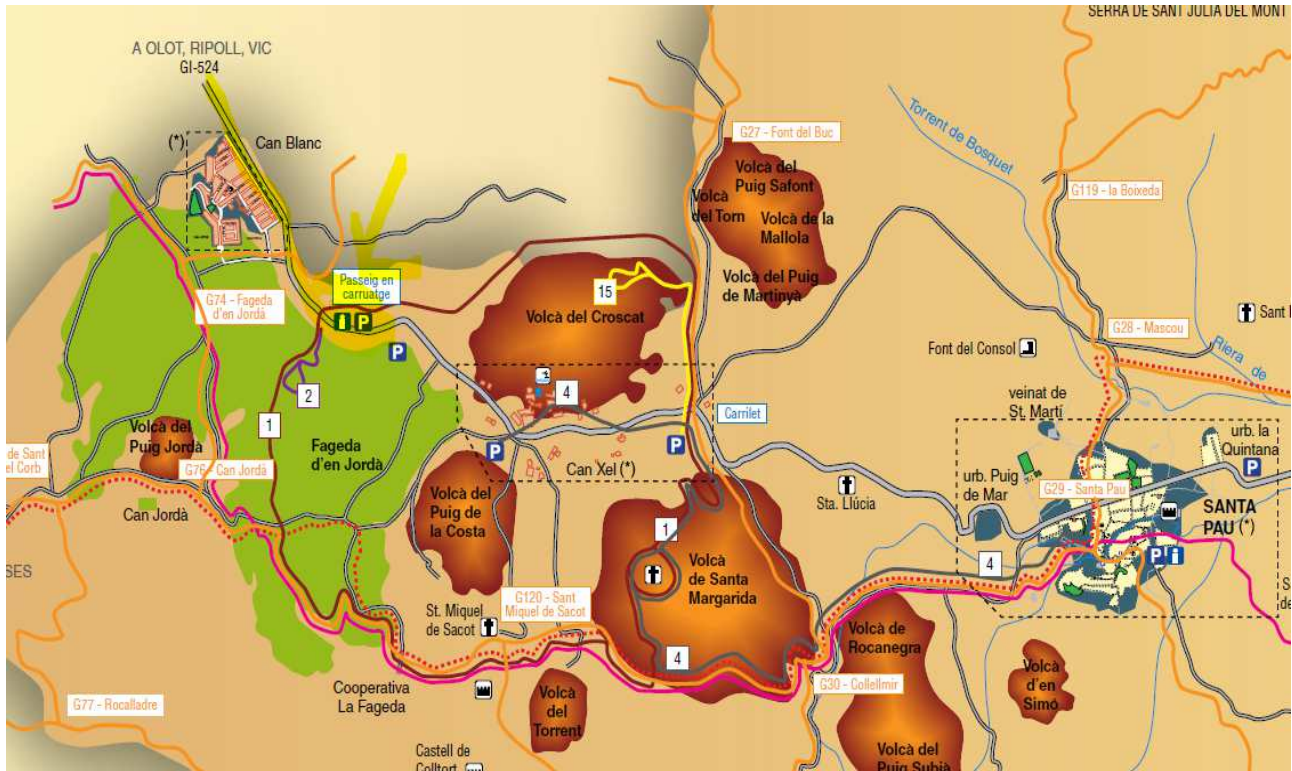 SERRA DE SANT JULIÀ DEL MONT
A OLOT, RIPOLL, VIC
GI-524
(*)
Can Blanc
Torrent de Bosquet
G27 - Font del Buc
Volcà del
Puig Safont
Volcà
del Torn
Volcà de la
Mallola
Volcà del Puig
de Martinyà
G119 - la Boixeda
Passeig en
carruatge
i P
15
G74 - Fageda
d'en Jordà
Volcà del Croscat
P
Sant
G28 - Mascou
Font del Consol
Riera de
2
4
1
Carrilet
veïnat de
St. Martí
Volcà del
Puig Jordà
Fageda
d'en Jordà
P
P
urb. la
Quintana
P
de Sant
el Corb
G76 - Can Jordà
Can Xel (*)
urb. Puig
de Mar
G29 - Santa Pau
Volcà del
Puig de
la Costa
Sta. Llúcia
SANTA
PAU (*)
Can Jordà
1
P i
Volcà
de Santa
Margarida
4
SES
G120 - Sant
Miquel de Sacot
St. Miquel
de Sacot
S
de
Volcà de
Rocanegra
4
Volcà
d'en
Simó
Cooperativa
La Fageda
G30 - Collellmir
G77 - Rocalladre
Volcà
del
Torrent
Castell de
Colltort
Volcà del
Puig Subià